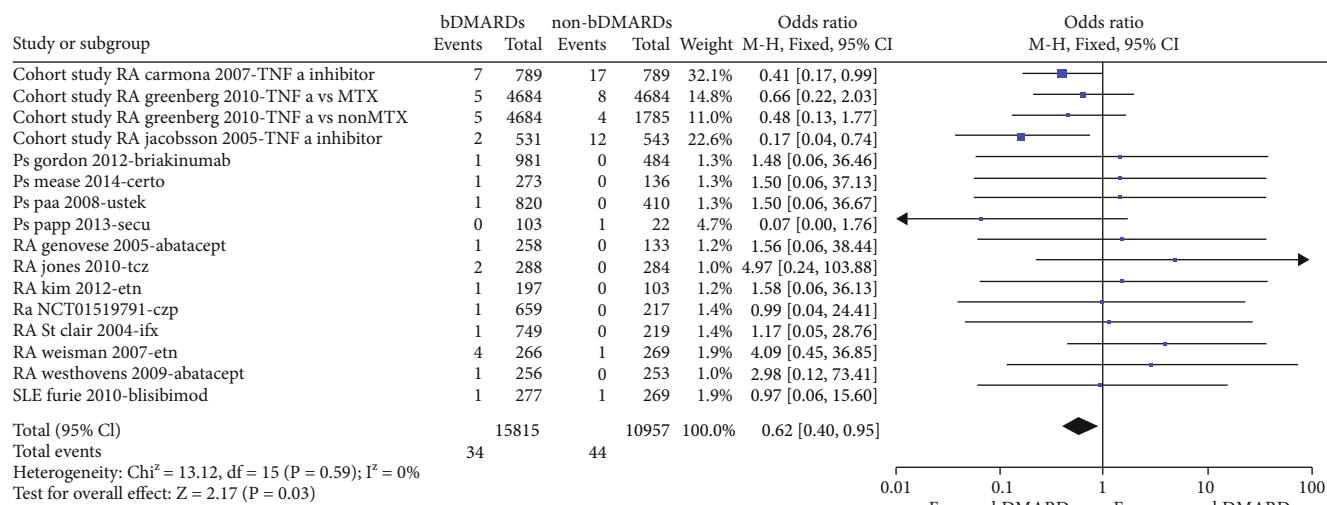 bDMARDs non-bDMARDs Odds ratio Odds ratio
Study or subgroup Events Total Events Total Weight M-H, Fixed, 95% CI M-H, Fixed, 95% CI
Cohort study RA carmona 2007-TNF a inhibitor 7 789 17 789 32.1% 0.41 [0.17, 0.99]
Cohort study RA greenberg 2010-TNF a vs MTX 5 4684 8 4684 14.8% 0.66 [0.22, 2.03]
Cohort study RA greenberg 2010-TNF a vs nonMTX 5 4684 4 1785 11.0% 0.48 [0.13, 1.77]
Cohort study RA jacobsson 2005-TNF a inhibitor 2 531 12 543 22.6% 0.17 [0.04, 0.74]
Ps gordon 2012-briakinumab 1 981 0 484 1.3% 1.48 [0.06, 36.46]
Ps mease 2014-certo 1 273 0 136 1.3% 1.50 [0.06, 37.13]
Ps paa 2008-ustek 1 820 0 410 1.3% 1.50 [0.06, 36.67]
Ps papp 2013-secu 0 103 1 22 4.7% 0.07 [0.00, 1.76]
RA genovese 2005-abatacept 1 258 0 133 1.2% 1.56 [0.06, 38.44]
RA jones 2010-tcz 2 288 0 284 1.0% 4.97 [0.24, 103.88]
RA kim 2012-etn 1 197 0 103 1.2% 1.58 [0.06, 36.13]
Ra NCT01519791-czp 1 659 0 217 1.4% 0.99 [0.04, 24.41]
RA St clair 2004-ifx 1 749 0 219 1.4% 1.17 [0.05, 28.76]
RA weisman 2007-etn 4 266 1 269 1.9% 4.09 [0.45, 36.85]
RA westhovens 2009-abatacept 1 256 0 253 1.0% 2.98 [0.12, 73.41]
SLE furie 2010-blisibimod 1 277 1 269 1.9% 0.97 [0.06, 15.60]
Total (95% Cl) 15815 10957 100.0% 0.62 [0.40, 0.95]
Total events 34 44
Heterogeneity: Chi^z = 13.12, df = 15 (P = 0.59); I^z = 0%
Test for overall effect: Z = 2.17 (P = 0.03)
0.01 0.1 1 10 100